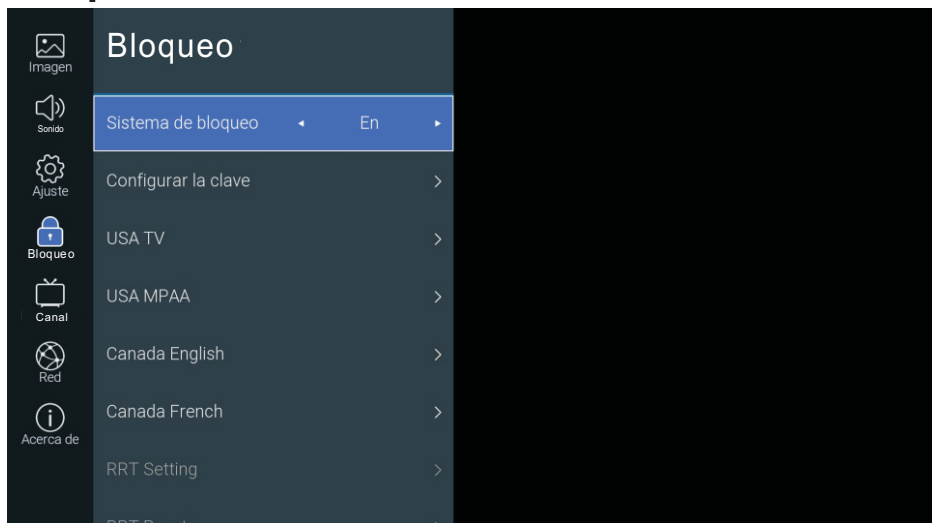 Imagen
Sonido
Ajuste
Bloqueo
Canal
Red
Acerca de
Bloqueo
Sistema de bloqueo En
Configurar la clave
USA TV
USA MPAA
Canada English
Canada French
RRT Setting